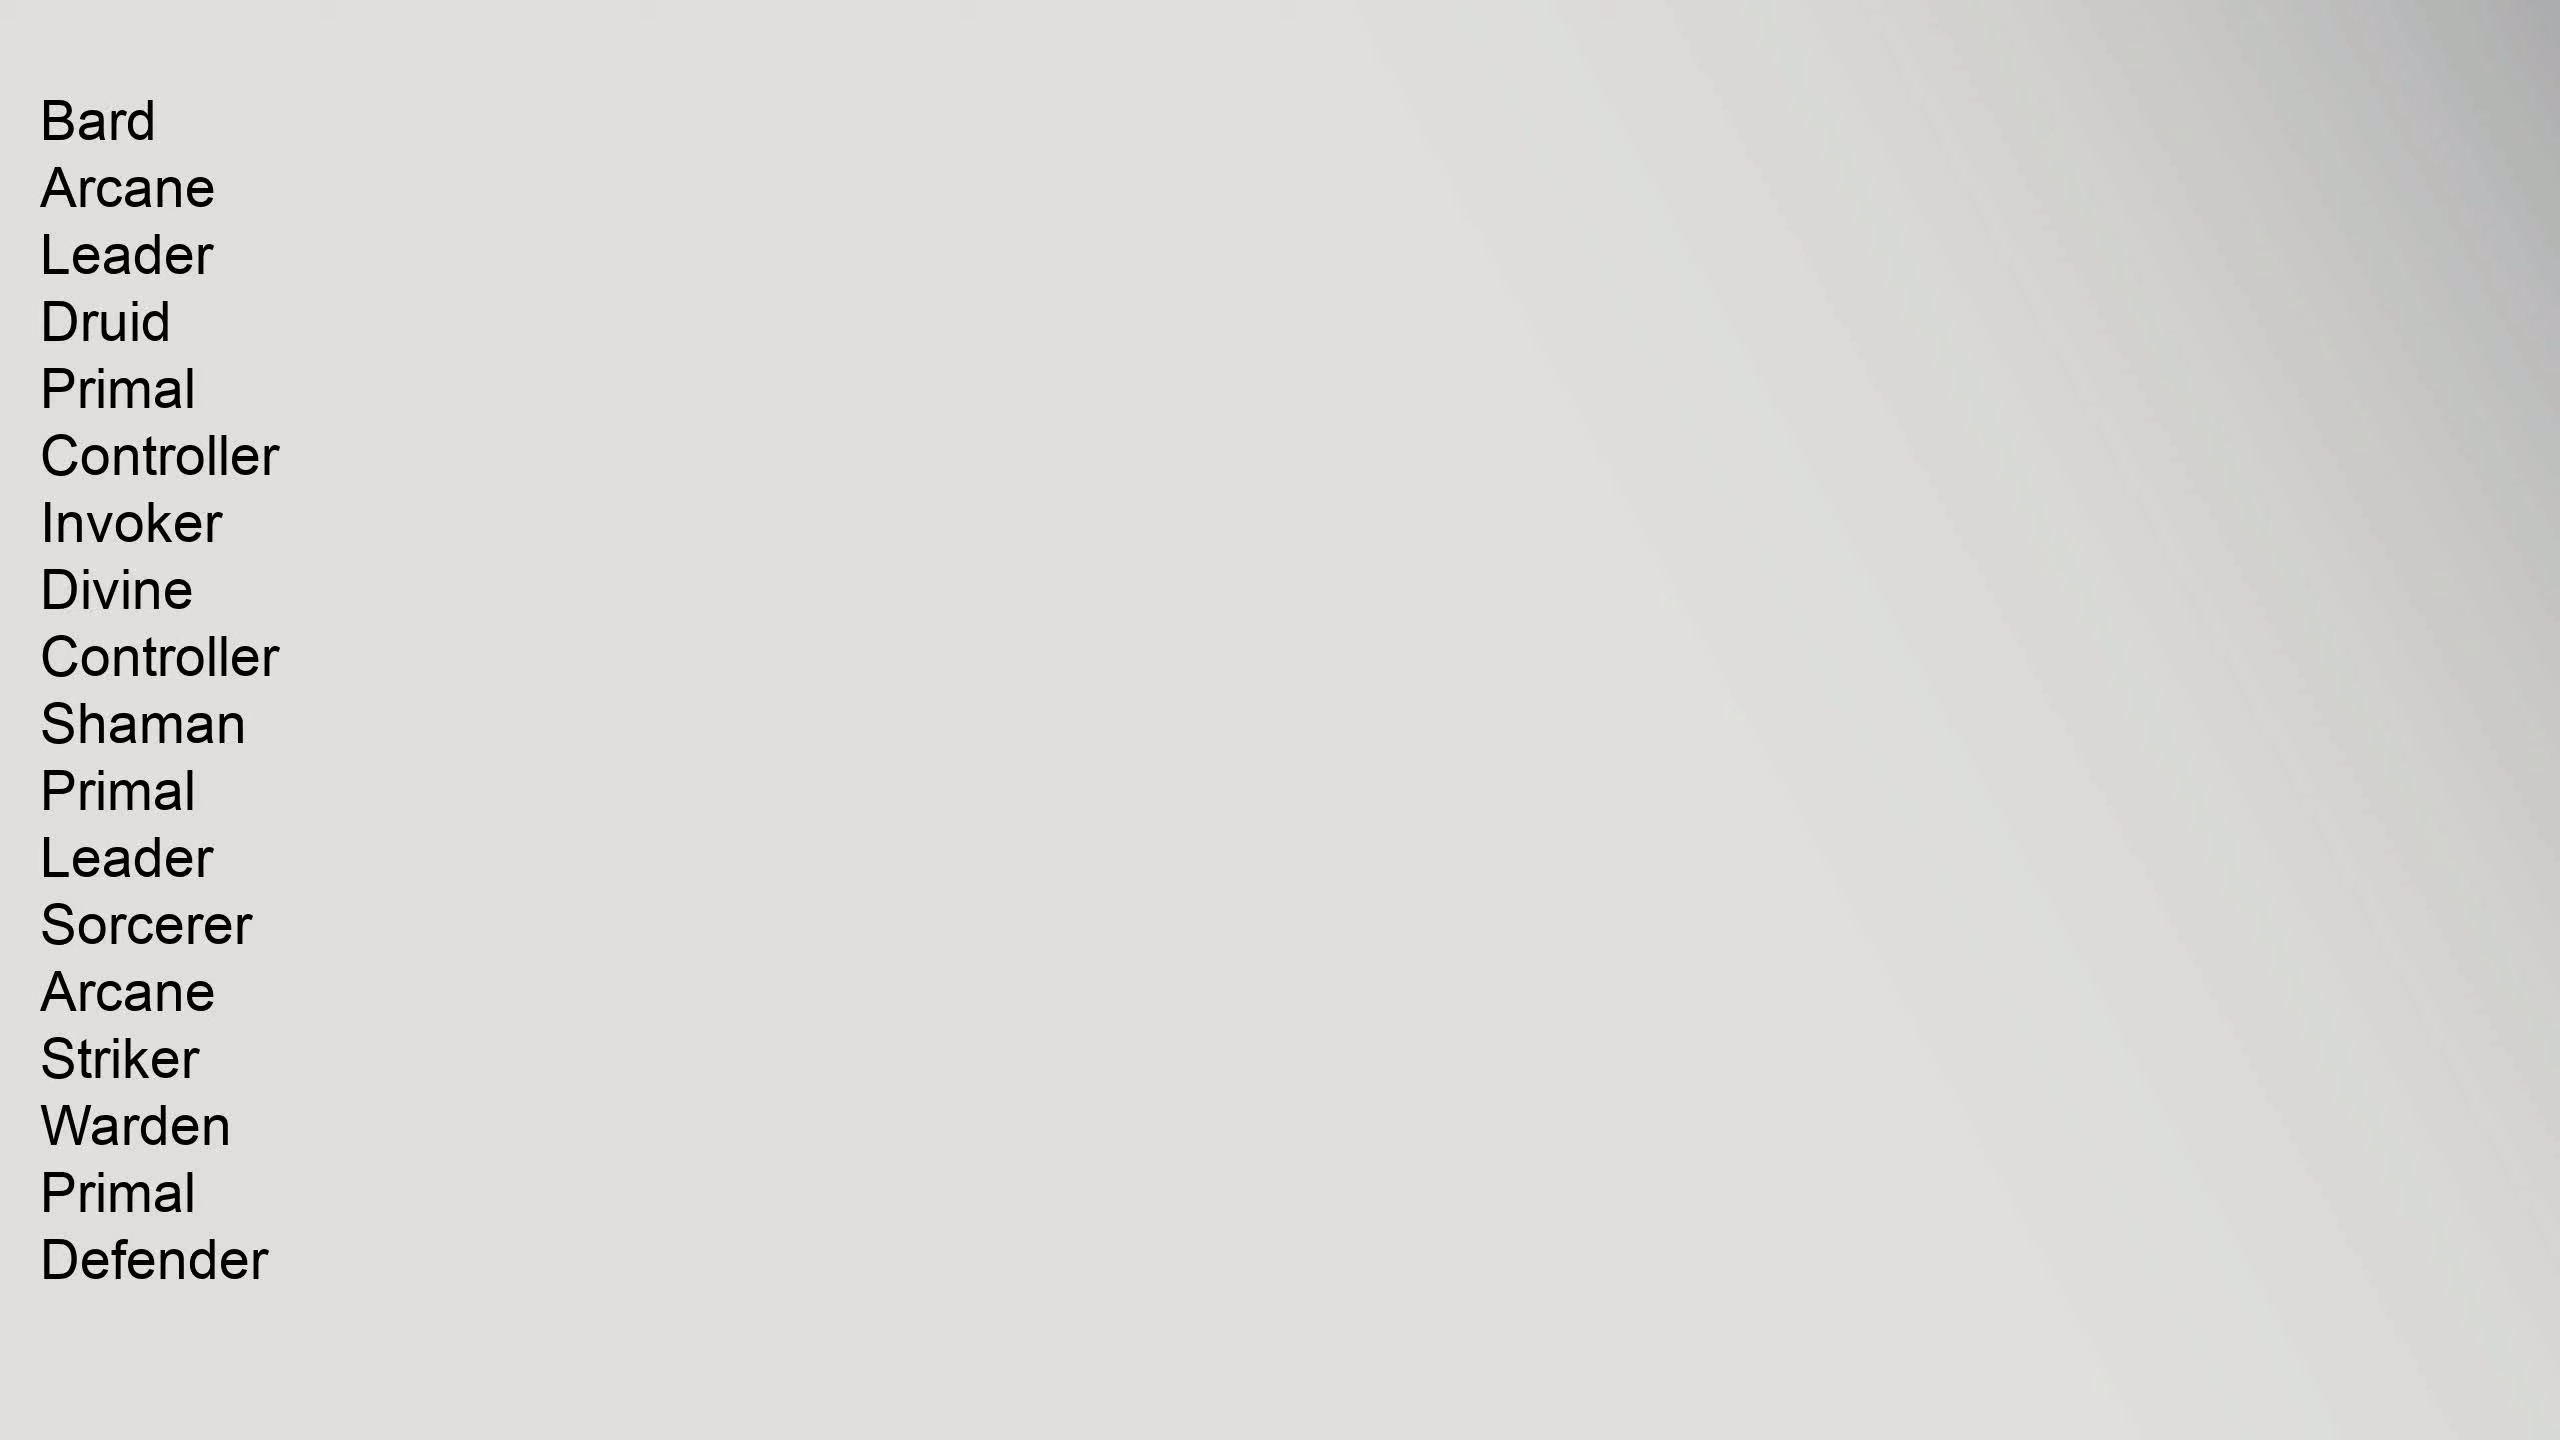 Bard
Arcane
Leader
Druid
Primal
Controller
Invoker
Divine
Controller
Shaman
Primal
Leader
Sorcerer
Arcane
Striker
Warden
Primal
Defender